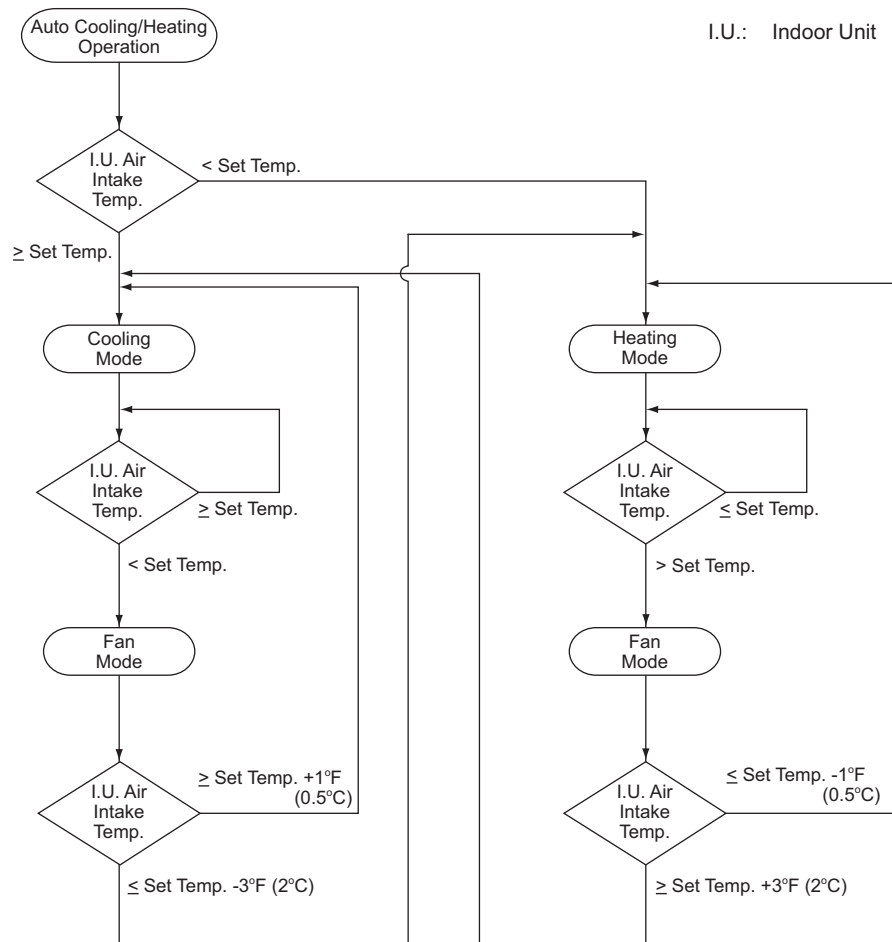 Auto Cooling/Heating
Operation
I.U.: Indoor Unit
I.U. Air
Intake
Temp.
< Set Temp.
≥ Set Temp.
Cooling
Mode
I.U. Air
Intake
Temp.
≥ Set Temp.
< Set Temp.
Fan
Mode
I.U. Air
Intake
Temp.
≥ Set Temp. +1°F
(0.5°C)
≤ Set Temp. -3°F (2°C)
Heating
Mode
I.U. Air
Intake
Temp.
≤ Set Temp.
> Set Temp.
Fan
Mode
I.U. Air
Intake
Temp.
≤ Set Temp. -1°F
(0.5°C)
≥ Set Temp. +3°F (2°C)